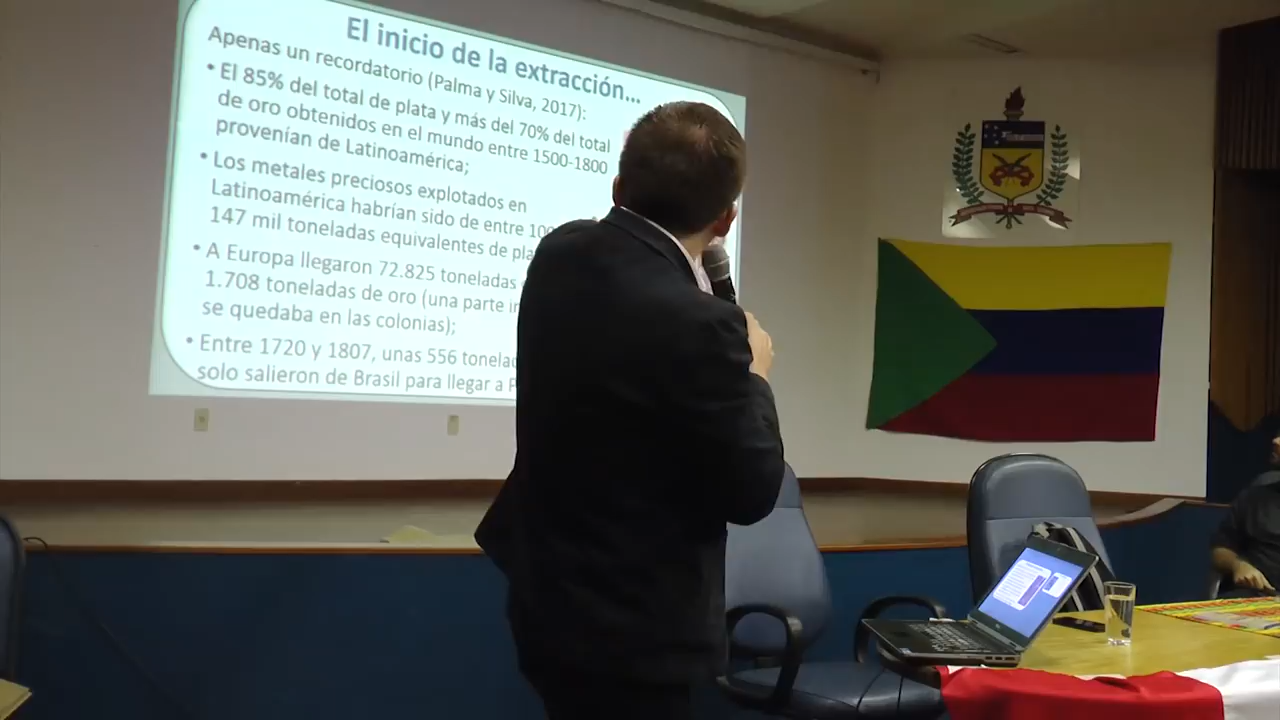 El inicio de la extracción...
Apenas un recordatorio (Palma y Silva, 2017):
• El 85% del total de plata y más del 70% del total
de oro obtenidos en el mundo entre 1500-1800
provenían de Latinoamérica;
• Los metales preciosos explotados en
Latinoamérica habrían sido de entre
147 mil toneladas equivalentes de
• A Europa llegaron 72.825 toneladas
1.708 toneladas de oro (una parte
se quedaba en las colonias);
• Entre 1720 y 1807, unas 556
solo salieron de Brasil para llegar a